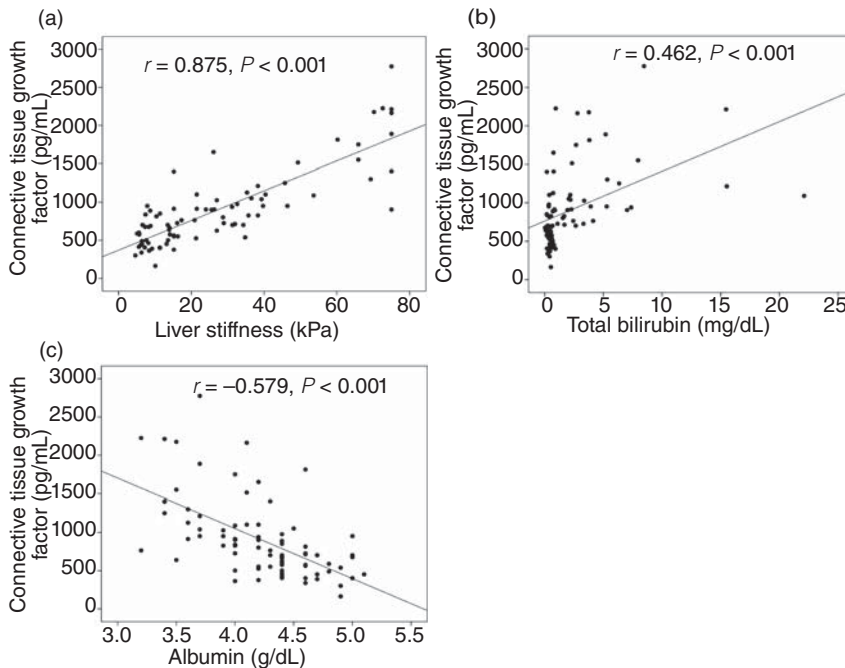 (a)
r = 0.875, P < 0.001
Connective tissue growth
factor (pg/mL)
3000
2500
2000
1500
1000
500
0
0 20 40 60 80
Liver stiffness (kPa)
(b)
r = 0.462, P < 0.001
Connective tissue growth
factor (pg/mL)
3000
2500
2000
1500
1000
500
0
0 5 10 15 20 25
Total bilirubin (mg/dL)
(c)
r = −0.579, P < 0.001
Connective tissue growth
factor (pg/mL)
3000
2500
2000
1500
1000
500
0
3.0 3.5 4.0 4.5 5.0 5.5
Albumin (g/dL)